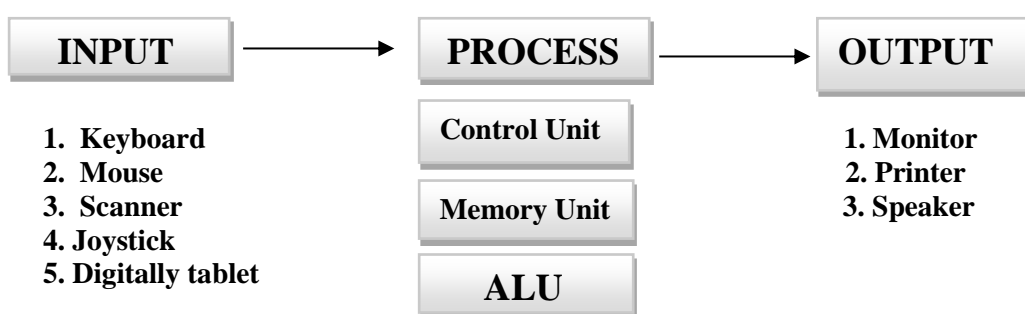 INPUT
PROCESS
OUTPUT
1. Keyboard
2. Mouse
3. Scanner
4. Joystick
5. Digitally tablet
Control Unit
Memory Unit
ALU
1. Monitor
2. Printer
3. Speaker